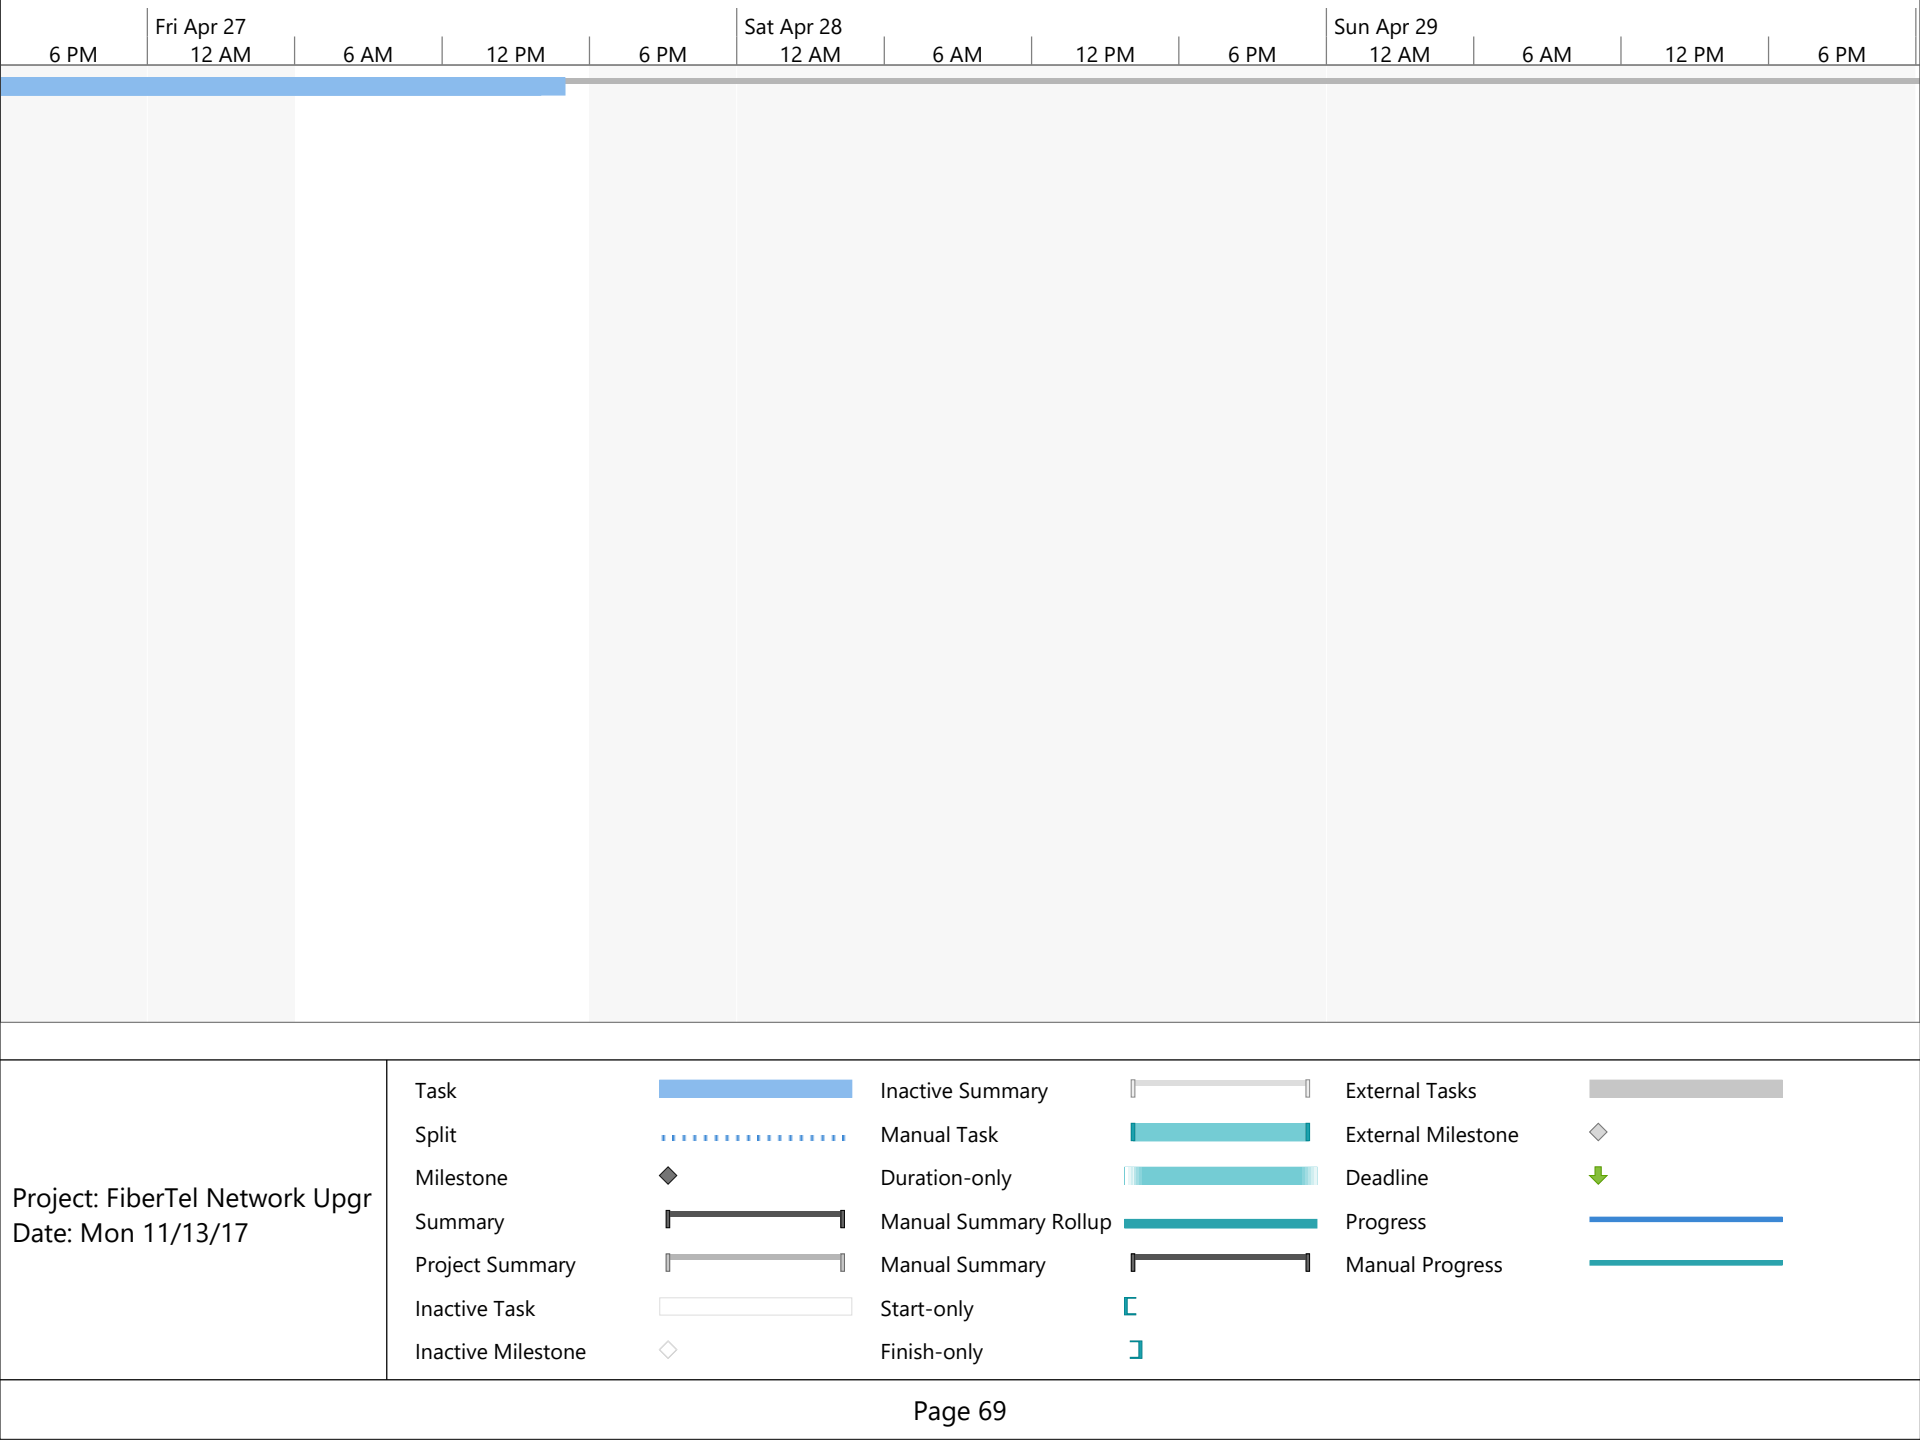 Fri Apr 27 Sat Apr 28 Sun Apr 29
6 PM 12 AM 6 AM 12 PM 6 PM 12 AM 6 AM 12 PM 6 PM 12 AM 6 AM 12 PM 6 PM
Project: FiberTel Network Upgr
Date: Mon 11/13/17
Task
Split
Milestone
Summary
Project Summary
Inactive Task
Inactive Milestone
Inactive Summary
Manual Task
Duration-only
Manual Summary Rollup
Manual Summary
Start-only
Finish-only
External Tasks
External Milestone
Deadline
Progress
Manual Progress
Page 69